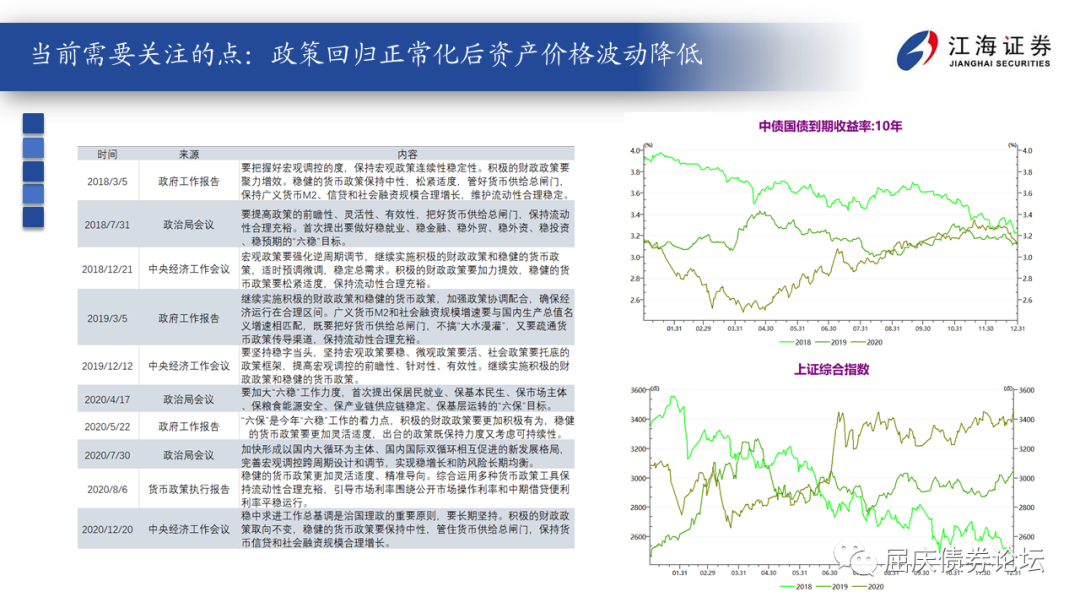 当前需要关注的点：政策回归正常化后资产价格波动降低
江海证券
JIANGHAI SECURITIES
时间 来源 内容
2018/3/5 政府工作报告
要把握好宏观调控的度，保持宏观政策连续性稳定性。积极的财政政策要
聚力增效。稳健的货币政策保持中性，松紧适度，管好货币供给总闸门，
保持广义货币M2、信贷和社会融资规模合理增长，维护流动性合理稳定。
2018/7/31 政治局会议
要提高政策的前瞻性、灵活性、有效性，把好货币供给总闸门，保持流动
性合理充裕。首次提出要做好稳就业、稳金融、稳外贸、稳外资、稳投资
、稳预期的“六稳”目标。
2018/12/21 中央经济工作会议
宏观政策要强化逆周期调节，继续实施积极的财政政策和稳健的货币政
策，适时预调微调，稳定总需求。积极的财政政策要加力提效，稳健的货
币政策要松紧适度，保持流动性合理充裕。
2019/3/5 政府工作报告
继续实施积极的财政政策和稳健的货币政策，加强政策协调配合，确保经
济运行在合理区间。广义货币M2和社会融资规模增速要与国内生产总值名
义增速相匹配，既要把好货币供给总闸门，不搞“大水漫灌”，又要疏通货
币政策传导渠道，保持流动性合理充裕。
2019/12/12 中央经济工作会议
要坚持稳字当头，坚持宏观政策要稳、微观政策要活、社会政策要托底的
政策框架，提高宏观调控的前瞻性、针对性、有效性。继续实施积极的财
政政策和稳健的货币政策。
2020/4/17 政治局会议
要加大“六稳”工作力度，首次提出保居民就业、保基本民生、保市场主体
、保粮食能源安全、保产业链供应链稳定、保基层运转的“六保”目标。
2020/5/22 政府工作报告
“六保”是今年“六稳”工作的着力点，积极的财政政策要更加积极有为，稳健
的货币政策要更加灵活适度，出台的政策既保持力度又考虑可持续性。
2020/7/30 政治局会议
加快形成以国内大循环为主体、国内国际双循环相互促进的新发展格局，
完善宏观调控跨周期设计和调节，实现稳增长和防风险长期均衡。
2020/8/6 货币政策执行报告
稳健的货币政策更加灵活适度、精准导向。综合运用多种货币政策工具保
持流动性合理充裕，引导市场利率围绕公开市场操作利率和中期借贷便利
利率平稳运行。
2020/12/20 中央经济工作会议
稳中求进工作总基调是治国理政的重要原则，要长期坚持。积极的财政政
策取向不变，稳健的货币政策要保持中性，管住货币供给总闸门，保持货
币信贷和社会融资规模合理增长。
中债国债到期收益率:10年
(%) (%)
4.0 4.0
3.8 3.8
3.6 3.6
3.4 3.4
3.2 3.2
3.0 3.0
2.8 2.8
2.6 2.6
01.31 02.29 03.31 04.30 05.31 06.30 07.31 08.31 09.30 10.31 11.30 12.31
2018 2019 2020
上证综合指数
(点) (点)
3600 3600
3400 3400
3200 3200
3000 3000
2800 2800
2600 2600
01.31 02.29 03.31 04.30 05.31 06.30 07.31 08.31 09.30 10.31 11.30 12.31
2018 2019 2020
屈庆债券论坛